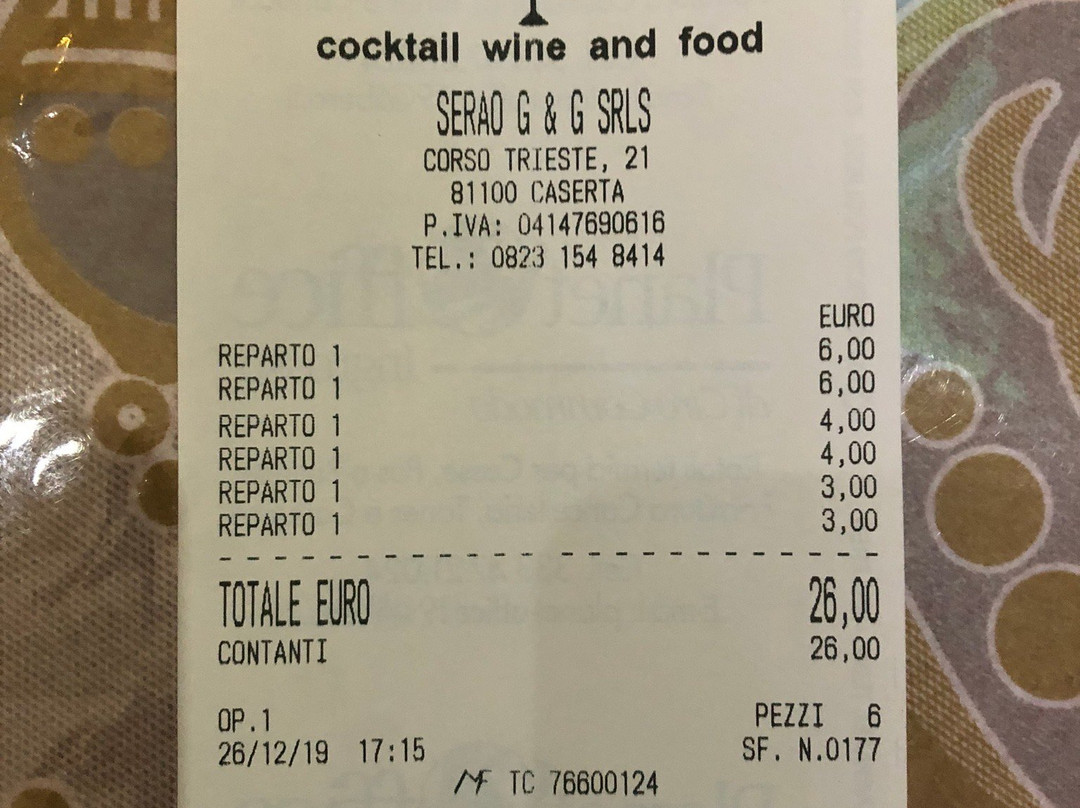 cocktail wine and food
SERAO G & G SRLS
CORSO TRIESTE, 21
81100 CASERTA
P.IVA: 04147690616
TEL.: 0823 154 8414
EURO
REPARTO 1 6,00
REPARTO 1 6,00
REPARTO 1 4,00
REPARTO 1 4,00
REPARTO 1 3,00
REPARTO 1 3,00
TOTALE EURO 26,00
CONTANTI 26,00
OP.1 PEZZI 6
26/12/19 17:15 SF. N.0177
MF TC 76600124